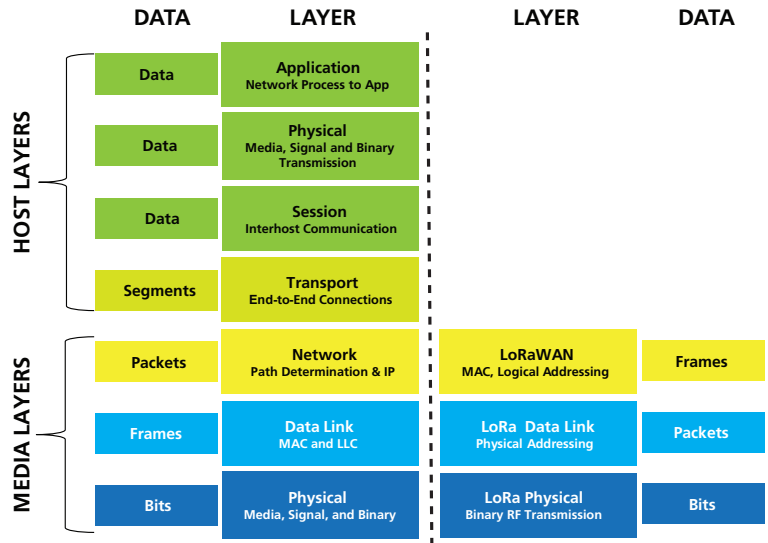 DATA LAYER LAYER DATA
HOST LAYERS
Data
Application
Network Process to App
Data
Physical
Media, Signal and Binary
Transmission
Data
Session
Interhost Communication
Segments
Transport
End-to-End Connections
MEDIA LAYERS
Packets
Network
Path Determination & IP
LoRaWAN
MAC, Logical Addressing
Frames
Frames
Data Link
MAC and LLC
LoRa Data Link
Physical Addressing
Packets
Bits
Physical
Media, Signal, and Binary
LoRa Physical
Binary RF Transmission
Bits